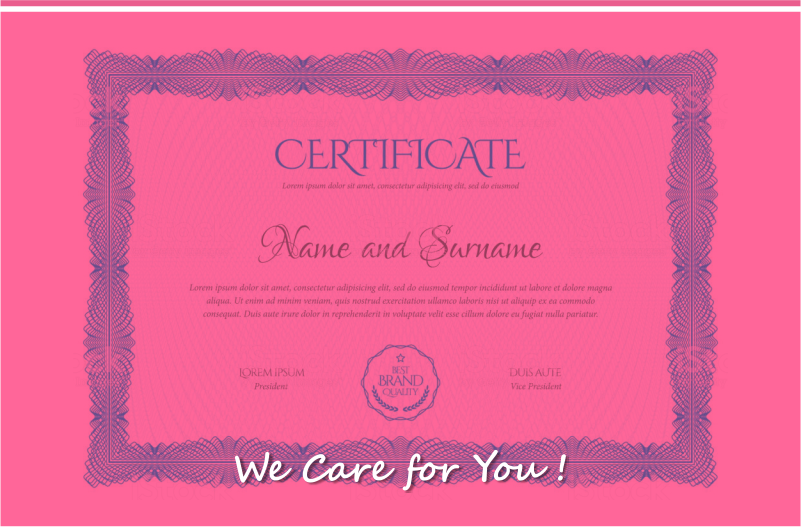 CERTIFICATE
Lorem ipsum dolor sit amet, consectetur adipisicing elit, sed do eiusmod
Name and Surname
Lorem ipsum dolor sit amet, consectetur adipisicing elit, sed do eiusmod tempor incididunt ut labore et dolore magna
aliqua. Ut enim ad minim veniam, quis nostrud exercitation ullamco laboris nisi ut aliquip ex ea commodo
consequat. Duis aute irure dolor in reprehenderit in voluptate velit esse cillum dolore eu fugiat nulla pariatur.
LOREM IPSUM
President
BEST
BRAND
QUALITY
DUIS AUTE
Vice President
We Care for You !